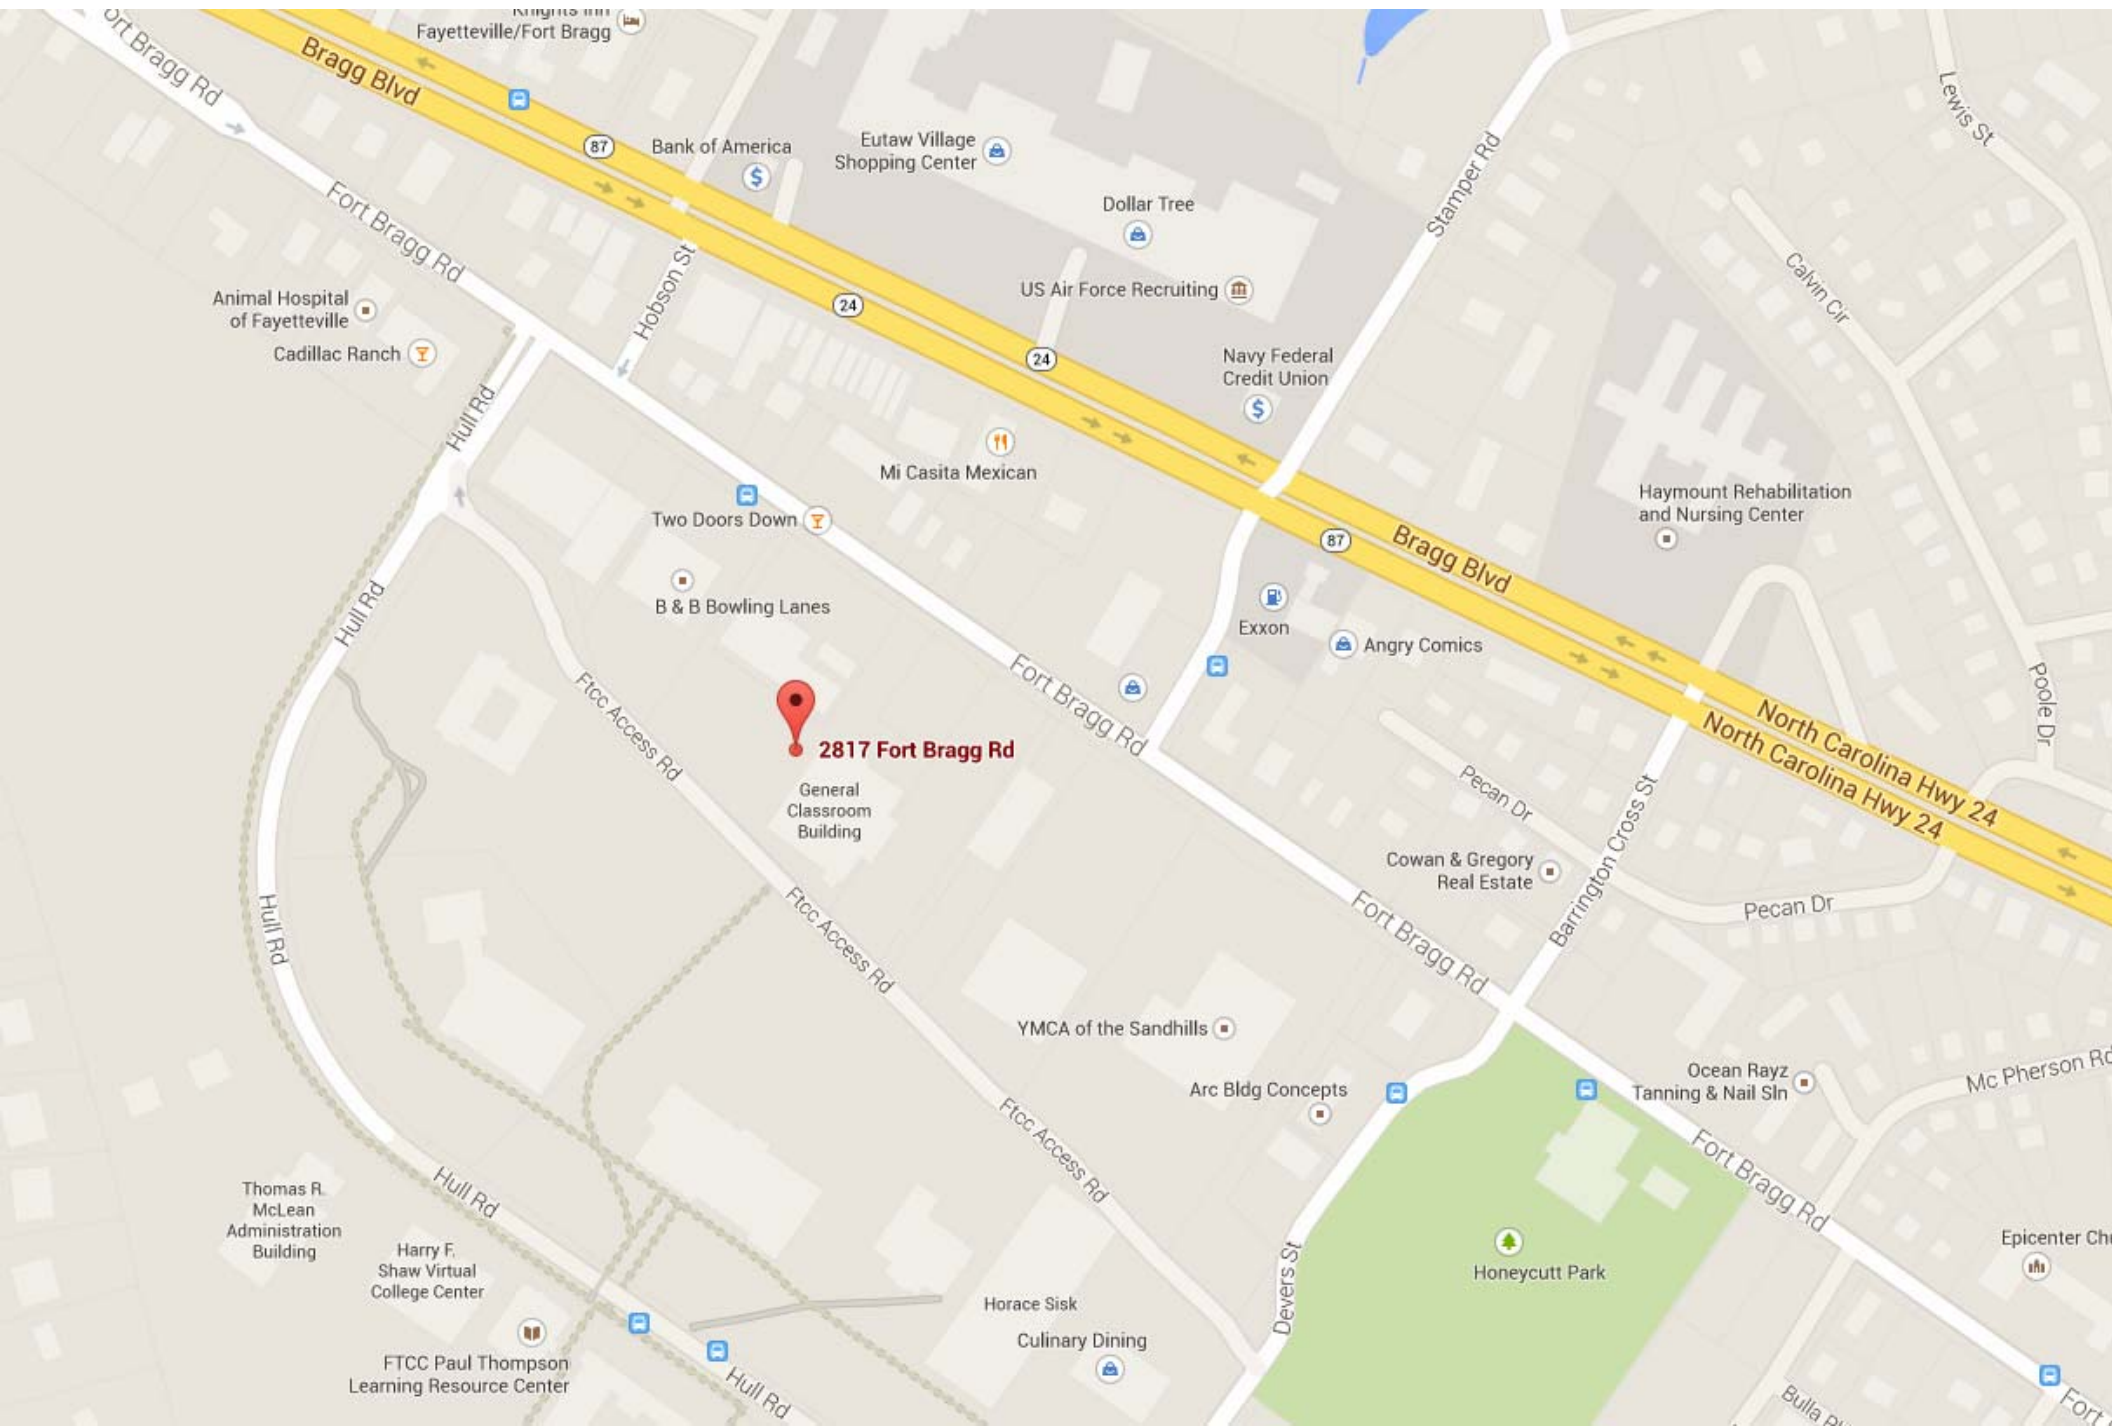 Knights Inn
Fayetteville/Fort Bragg
Fort Bragg Rd
Bragg Blvd
Lewis St
87
Bank of America
Eutaw Village
Shopping Center
Stamper Rd
Fort Bragg Rd
Dollar Tree
Hobson St
Calvin Cir
Animal Hospital
of Fayetteville
US Air Force Recruiting
24
Cadillac Ranch
24
Navy Federal
Credit Union
Hull Rd
Mi Casita Mexican
Haymount Rehabilitation
and Nursing Center
Two Doors Down
87
Bragg Blvd
B & B Bowling Lanes
Hull Rd
Exxon
Angry Comics
Fort Bragg Rd
Poole Dr
Ftcc Access Rd
2817 Fort Bragg Rd
North Carolina Hwy 24
North Carolina Hwy 24
Pecan Dr
General
Classroom
Building
Barrington Cross St
Cowan & Gregory
Real Estate
Pecan Dr
Hull Rd
Ftcc Access Rd
Fort Bragg Rd
YMCA of the Sandhills
Ocean Rayz
Tanning & Nail Sln
Mc Pherson Rd
Arc Bldg Concepts
Ftcc Access Rd
Fort Bragg Rd
Hull Rd
Thomas R.
McLean
Administration
Building
Harry F.
Shaw Virtual
College Center
Devers St
Honeycutt Park
Epicenter
Horace Sisk
Culinary Dining
FTCC Paul Thompson
Learning Resource Center
Hull Rd
Bulla
Fort